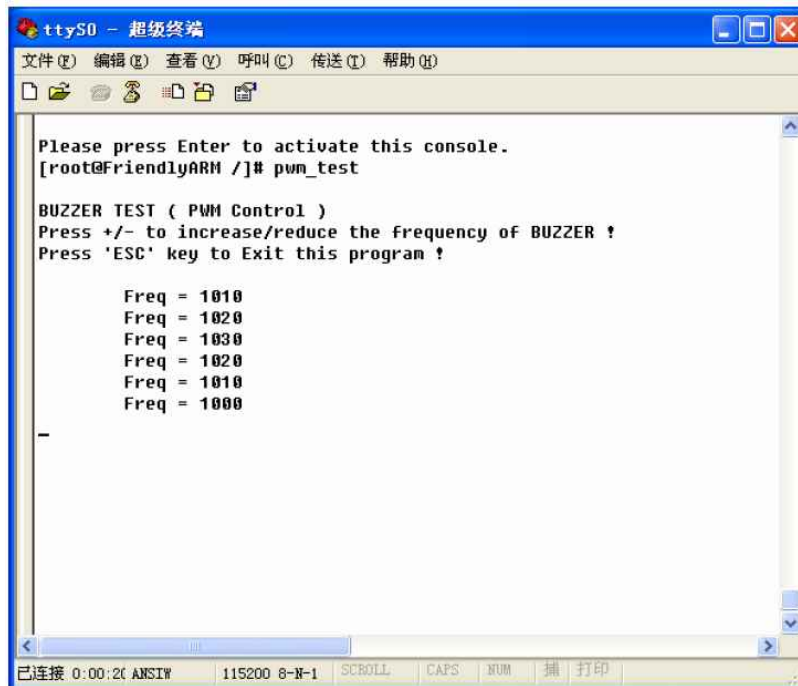 ttyS0 - 超级终端
文件(F) 编辑(E) 查看(V) 呼叫(C) 传送(T) 帮助(H)
Please press Enter to activate this console.
[root@FriendlyARM /]# pwm_test
BUZZER TEST ( PWM Control )
Press +/- to increase/reduce the frequency of BUZZER !
Press 'ESC' key to Exit this program !
Freq = 1010
Freq = 1020
Freq = 1030
Freq = 1020
Freq = 1010
Freq = 1000
已连接 0:00:20 ANSIW 115200 8-N-1 SCROLL CAPS NUM 捕 打印